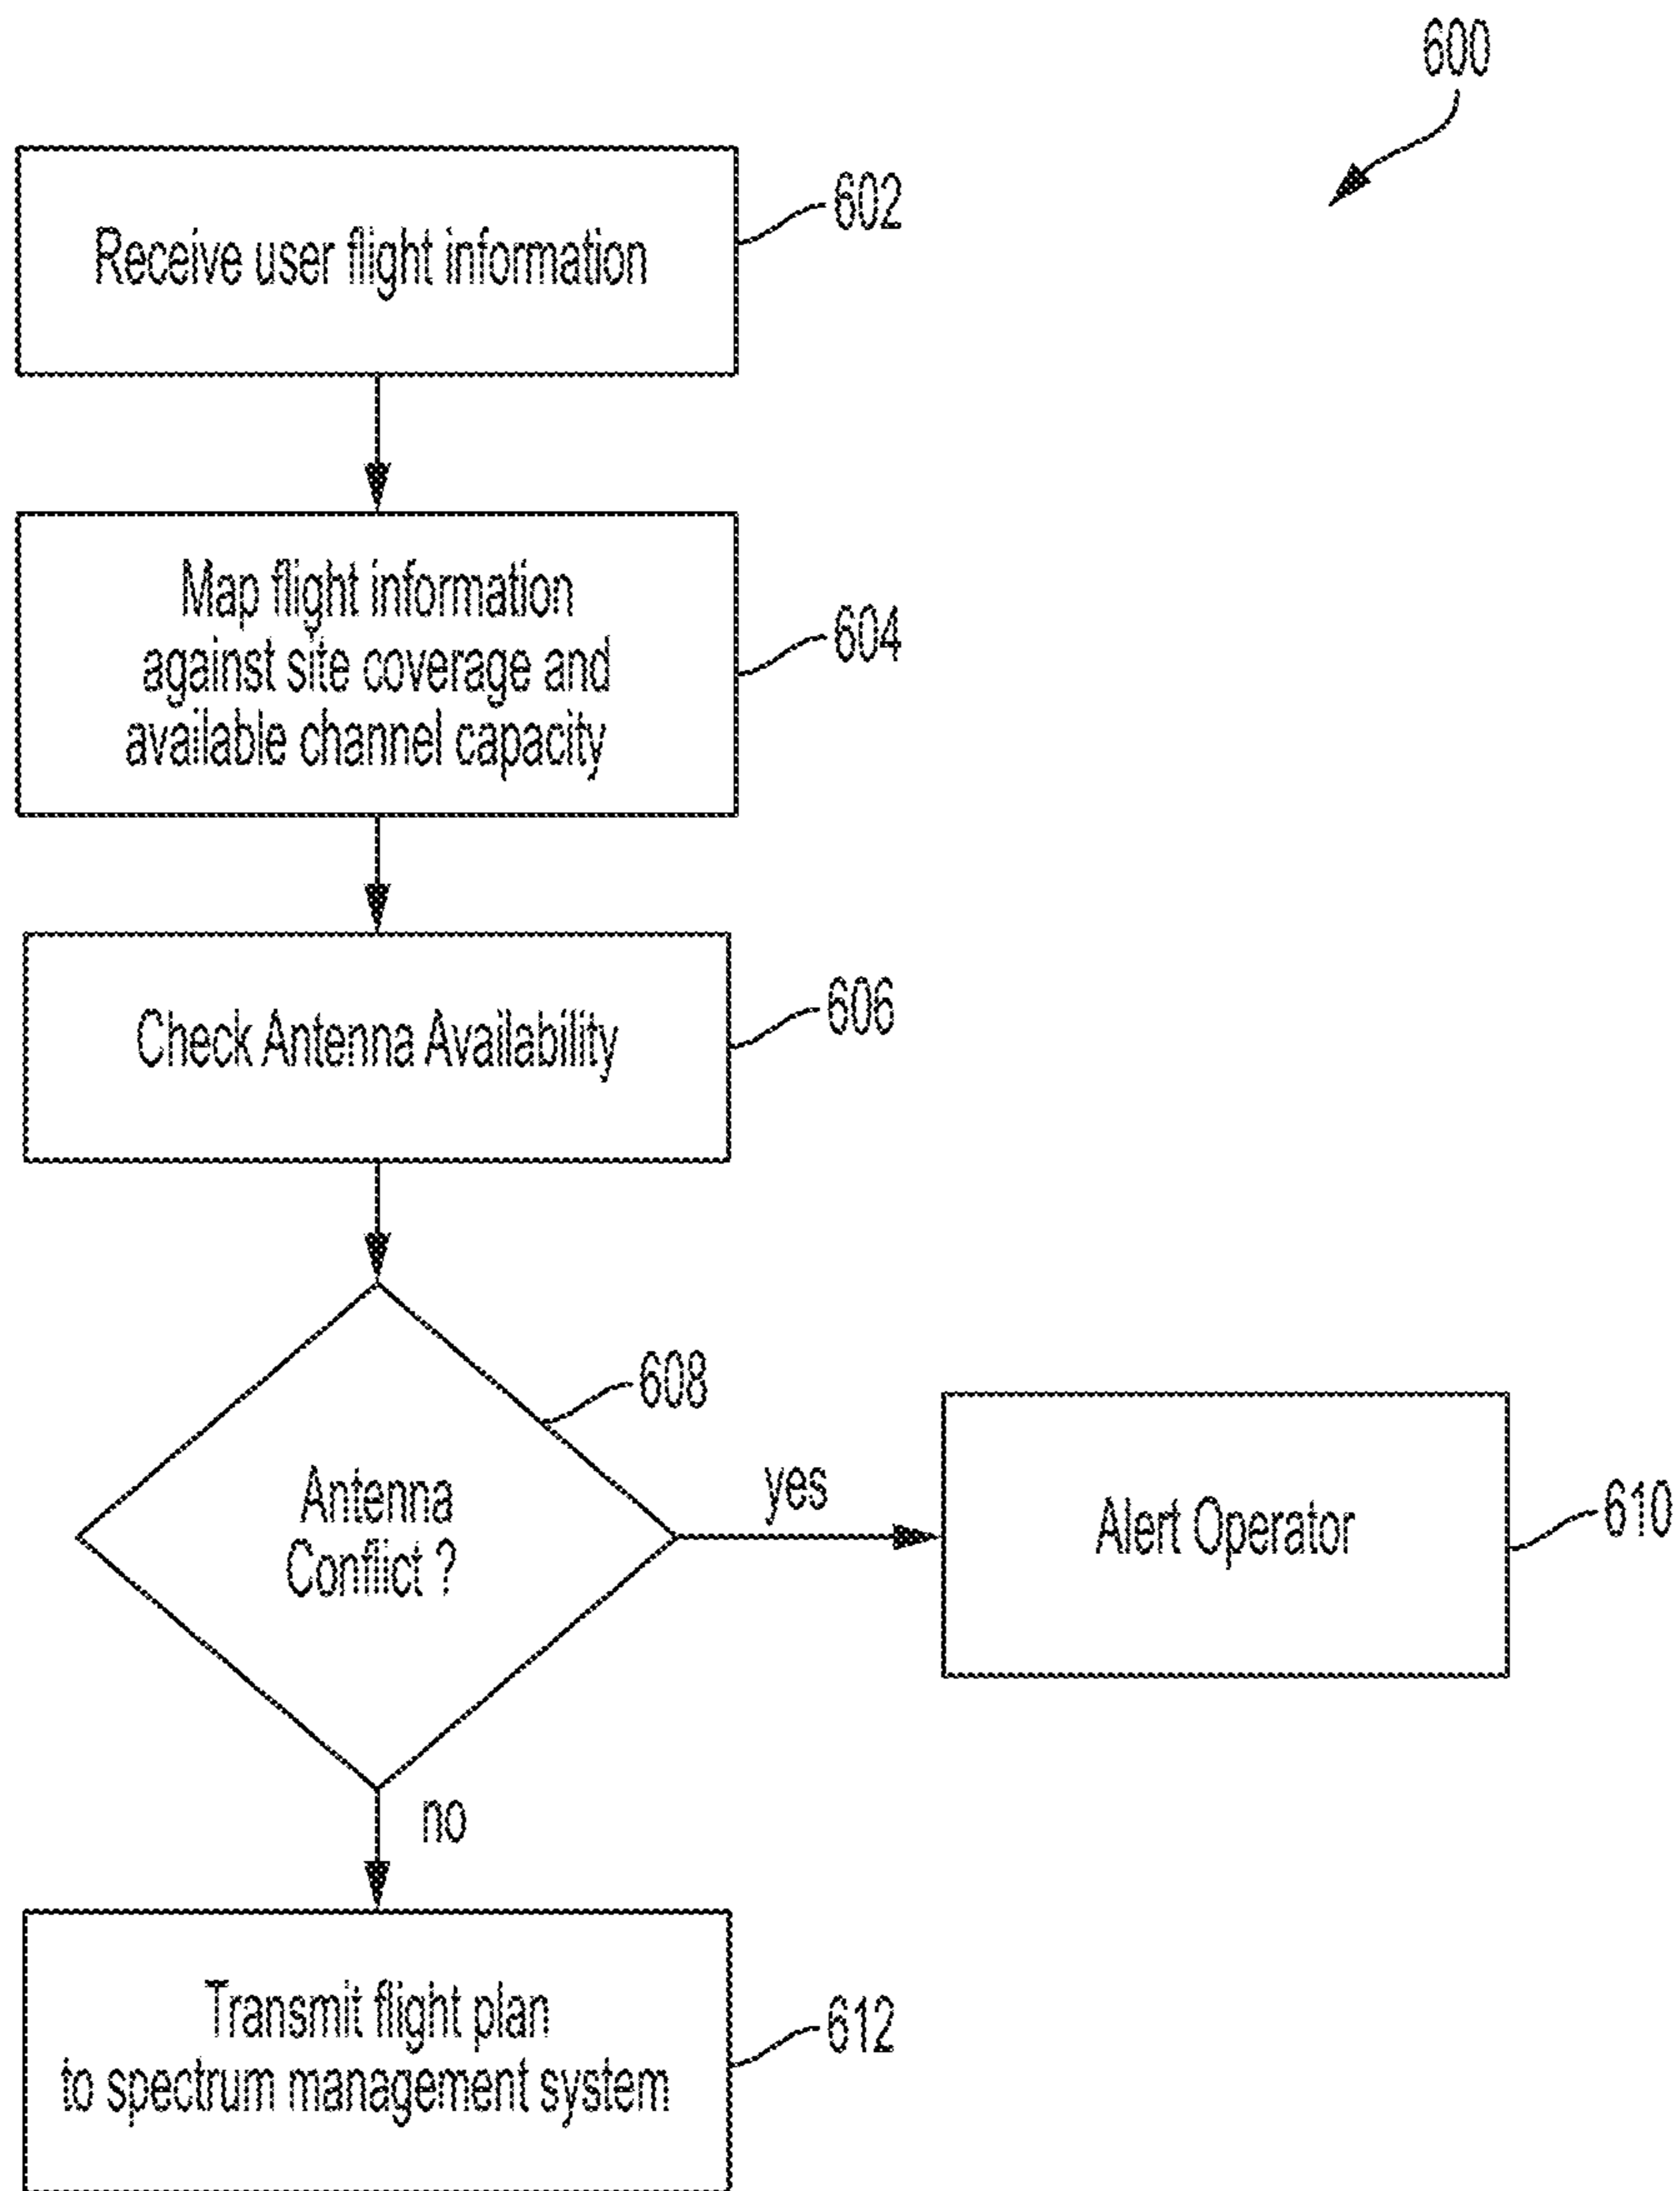 600
Receive user flight information
602
Map flight information
against site coverage and
available channel capacity
604
Check Antenna Availability
606
608
Antenna
Conflict ?
yes
Alert Operator
610
no
Transmit flight plan
to spectrum management system
612